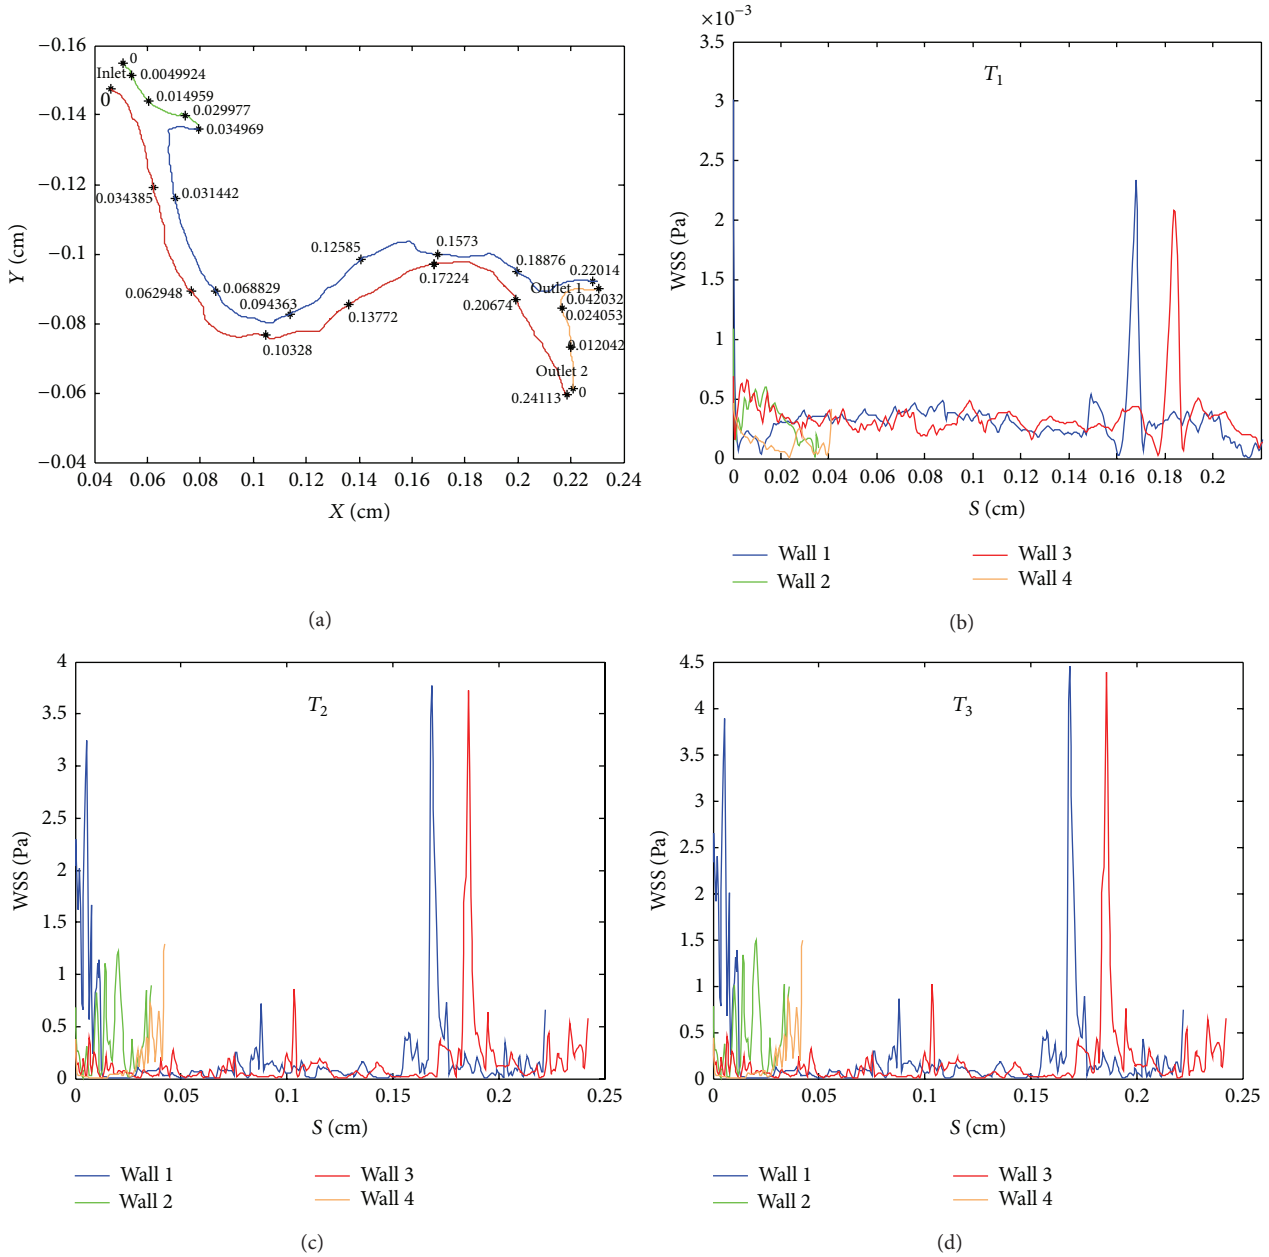 −0.16
−0.14
−0.12
−0.1
−0.08
−0.06
−0.04
Y (cm)
0.04 0.06 0.08 0.1 0.12 0.14 0.16 0.18 0.2 0.22 0.24
X (cm)
Inlet
0
0
0.0049924
0.014959
0.029977
0.034969
0.034385
0.031442
0.062948
0.068829
0.094363
0.10328
0.12585
0.13772
0.1573
0.17224
0.18876
0.20674
0.22014
Outlet 1
0.042032
0.024053
0.012042
Outlet 2
0.24113
0
(a)
×10−3
3.5
3
2.5
2
1.5
1
0.5
0
WSS (Pa)
T1
0 0.02 0.04 0.06 0.08 0.1 0.12 0.14 0.16 0.18 0.2
S (cm)
Wall 1
Wall 2
Wall 3
Wall 4
(b)
4
3.5
3
2.5
2
1.5
1
0.5
0
WSS (Pa)
T2
0 0.05 0.1 0.15 0.2 0.25
S (cm)
Wall 1
Wall 2
Wall 3
Wall 4
(c)
4.5
4
3.5
3
2.5
2
1.5
1
0.5
0
WSS (Pa)
T3
0 0.05 0.1 0.15 0.2 0.25
S (cm)
Wall 1
Wall 2
Wall 3
Wall 4
(d)